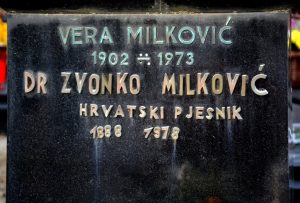 VERA MILKOVIĆ
1902 ÷ 1973
DR ZVONKO MILKOVIĆ
HRVATSKI PJESNIK
1888 1978